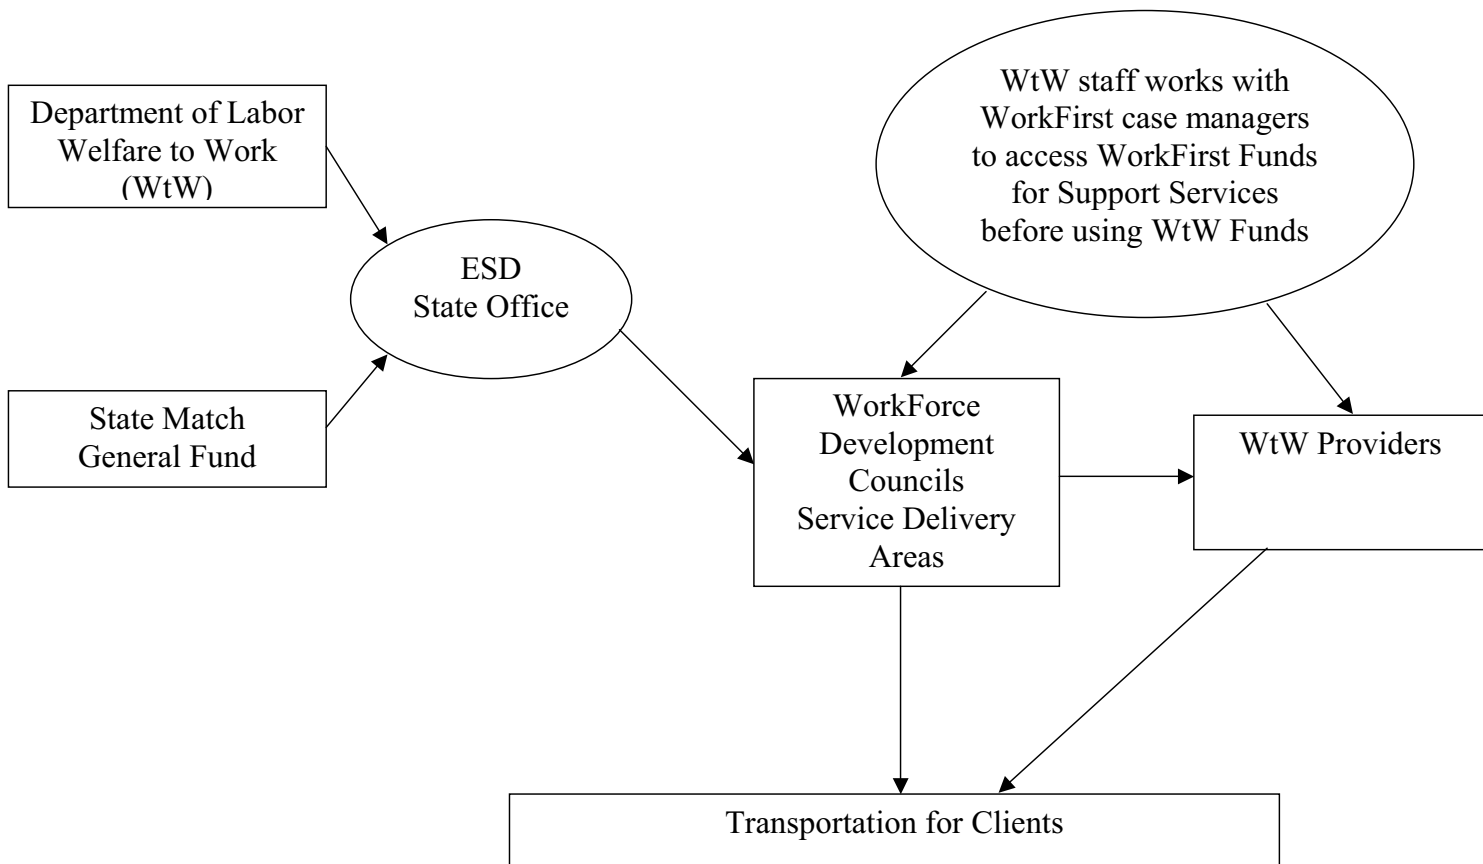 Department of Labor
Welfare to Work
(WtW)
WtW staff works with
WorkFirst case managers
to access WorkFirst Funds
for Support Services
before using WtW Funds
ESD
State Office
State Match
General Fund
WorkForce
Development
Councils
Service Delivery
Areas
WtW Providers
Transportation for Clients